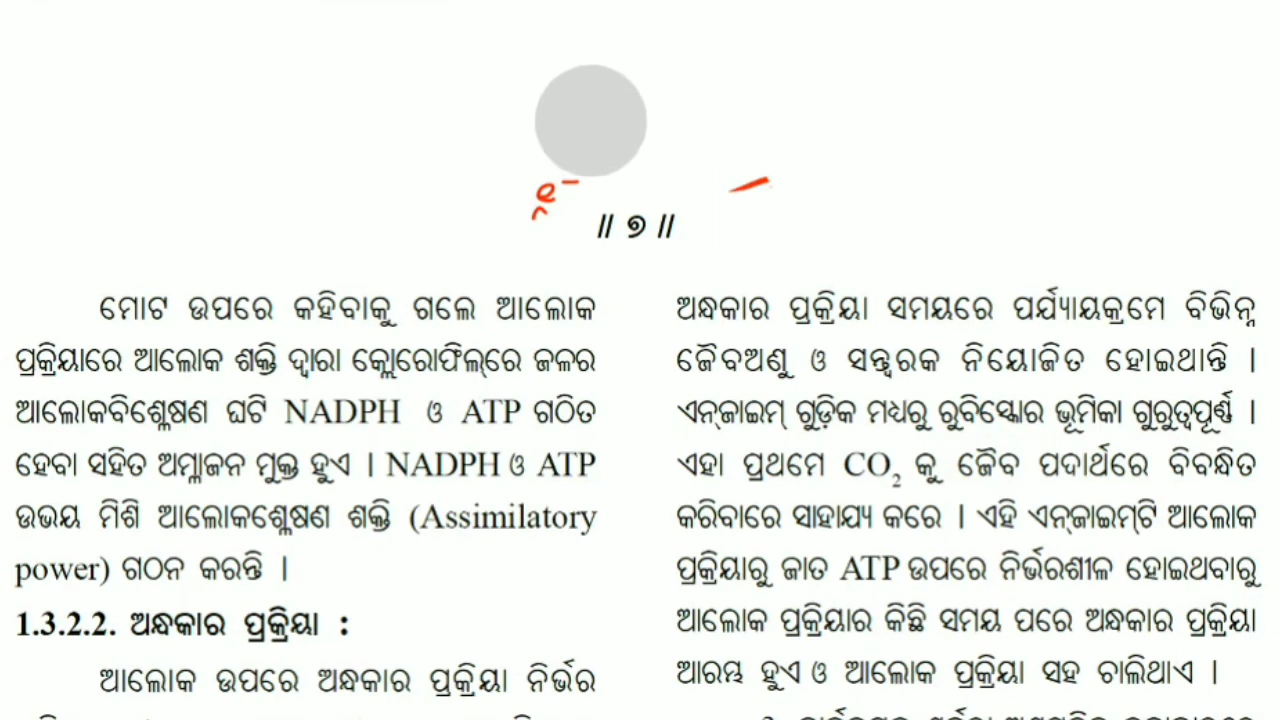 e⁻
॥ ୭ ॥
ମୋଟ ଉପରେ କହିବାକୁ ଗଲେ ଆଲୋକ
ପ୍ରକ୍ରିୟାରେ ଆଲୋକ ଶକ୍ତି ଦ୍ୱାରା କ୍ଲୋରୋଫିଲ୍‌ରେ ଜଳର
ଆଲୋକବିଶ୍ଳେଷଣ ଘଟି NADPH ଓ ATP ଗଠିତ
ହେବା ସହିତ ଅମ୍ଳଜାନ ମୁକ୍ତ ହୁଏ । NADPH ଓ ATP
ଉଭୟ ମିଶି ଆଲୋକଶ୍ଳେଷଣ ଶକ୍ତି (Assimilatory
power) ଗଠନ କରନ୍ତି ।
1.3.2.2. ଅନ୍ଧକାର ପ୍ରକ୍ରିୟା :
ଆଲୋକ ଉପରେ ଅନ୍ଧକାର ପ୍ରକ୍ରିୟା ନିର୍ଭର
ଅନ୍ଧକାର ପ୍ରକ୍ରିୟା ସମୟରେ ପର୍ଯ୍ୟାୟକ୍ରମେ ବିଭିନ୍ନ
ଜୈବଅଣୁ ଓ ସନ୍ତ୍ୱରକ ନିୟୋଜିତ ହୋଇଥାନ୍ତି ।
ଏନ୍‌ଜାଇମ୍ ଗୁଡ଼ିକ ମଧ୍ୟରୁ ରୁବିସ୍କୋର ଭୂମିକା ଗୁରୁତ୍ୱପୂର୍ଣ୍ଣ ।
ଏହା ପ୍ରଥମେ CO₂ କୁ ଜୈବ ପଦାର୍ଥରେ ବିବନ୍ଧିତ
କରିବାରେ ସାହାଯ୍ୟ କରେ । ଏହି ଏନ୍‌ଜାଇମ୍‌ଟି ଆଲୋକ
ପ୍ରକ୍ରିୟାରୁ ଜାତ ATP ଉପରେ ନିର୍ଭରଶୀଳ ହୋଇଥିବାରୁ
ଆଲୋକ ପ୍ରକ୍ରିୟାର କିଛି ସମୟ ପରେ ଅନ୍ଧକାର ପ୍ରକ୍ରିୟା
ଆରମ୍ଭ ହୁଏ ଓ ଆଲୋକ ପ୍ରକ୍ରିୟା ସହ ଚାଲିଥାଏ ।